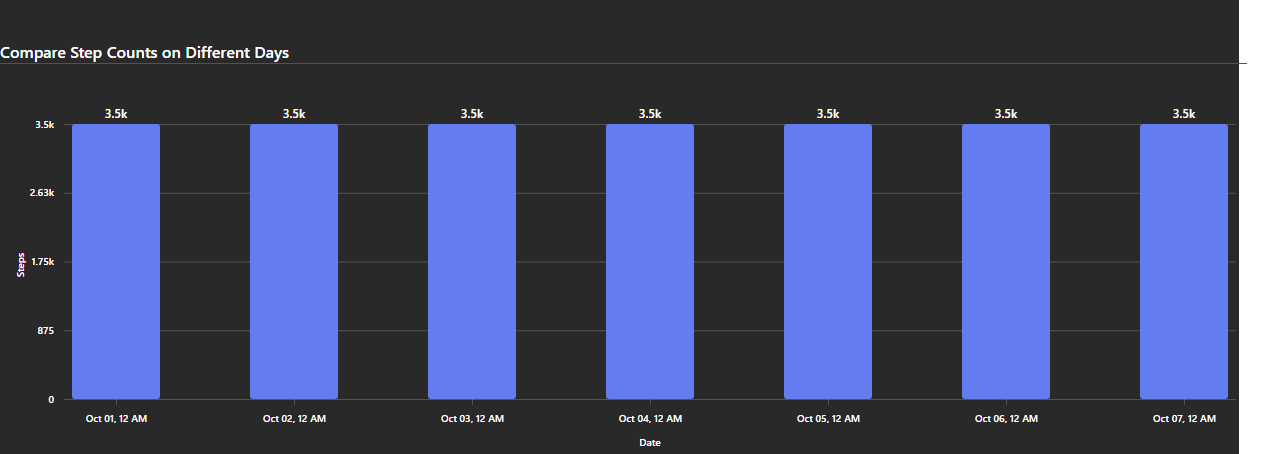 Compare Step Counts on Different Days
3.5k 3.5k 3.5k 3.5k 3.5k 3.5k 3.5k
3.5k
2.63k
1.75k
875
0
Steps
Oct 01, 12 AM Oct 02, 12 AM Oct 03, 12 AM Oct 04, 12 AM Oct 05, 12 AM Oct 06, 12 AM Oct 07, 12 AM
Date